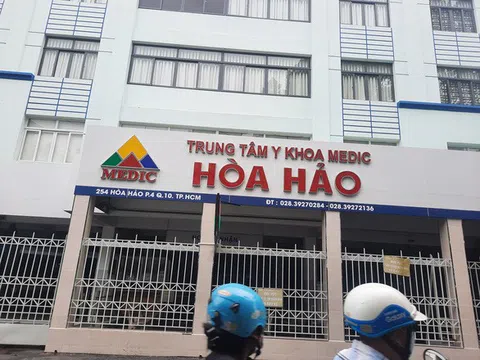 TRUNG TÂM Y KHOA MEDIC
HÒA HẢO
MEDIC
254 HÒA HẢO P.4 Q.10. TP.HCM
ĐT : 028.39270284 - 028.39272136